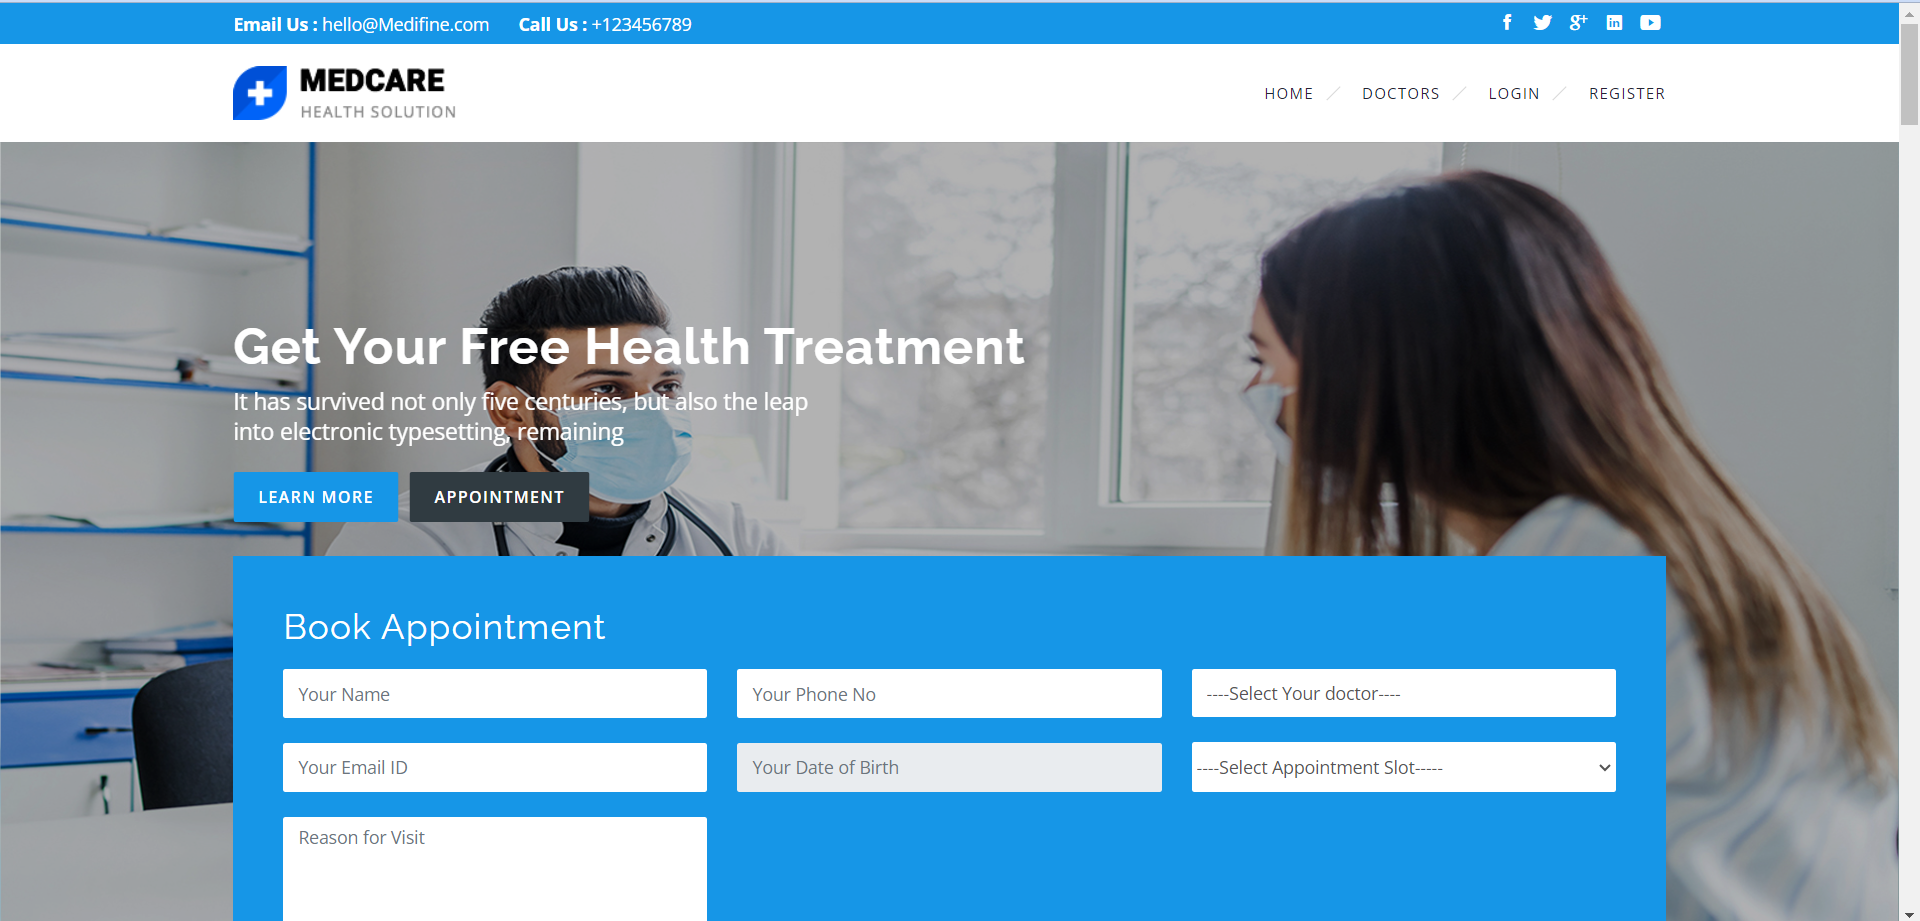 Email Us : hello@Medifine.com Call Us : +123456789
MEDCARE
HEALTH SOLUTION
HOME DOCTORS LOGIN REGISTER
Get Your Free Health Treatment
It has survived not only five centuries, but also the leap
into electronic typesetting, remaining
LEARN MORE APPOINTMENT
Book Appointment
Your Name Your Phone No ----Select Your doctor----
Your Email ID Your Date of Birth ----Select Appointment Slot-----
Reason for Visit